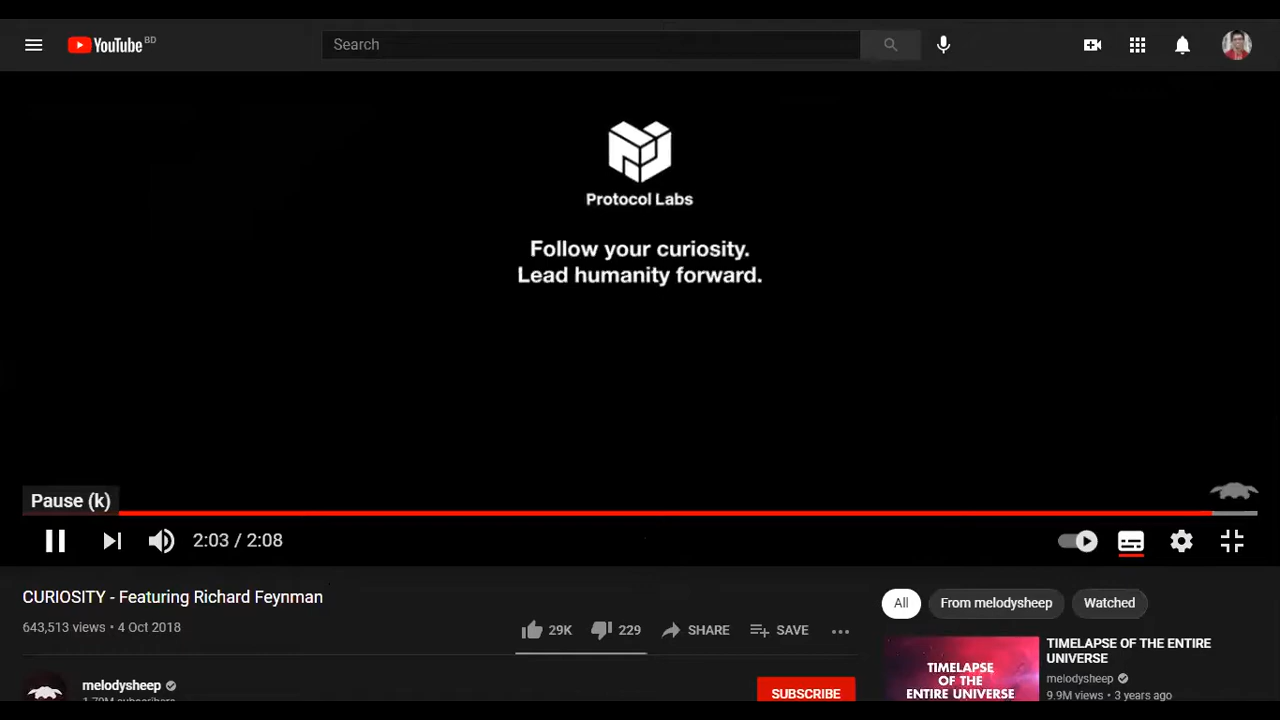 YouTube BD
Search
Protocol Labs
Follow your curiosity.
Lead humanity forward.
Pause (k)
2:03 / 2:08
CURIOSITY - Featuring Richard Feynman
643,513 views • 4 Oct 2018
29K
229
SHARE
SAVE
melodysheep
SUBSCRIBE
All
From melodysheep
Watched
TIMELAPSE
OF THE
ENTIRE UNIVERSE
TIMELAPSE OF THE ENTIRE
UNIVERSE
melodysheep
9.9M views • 3 years ago